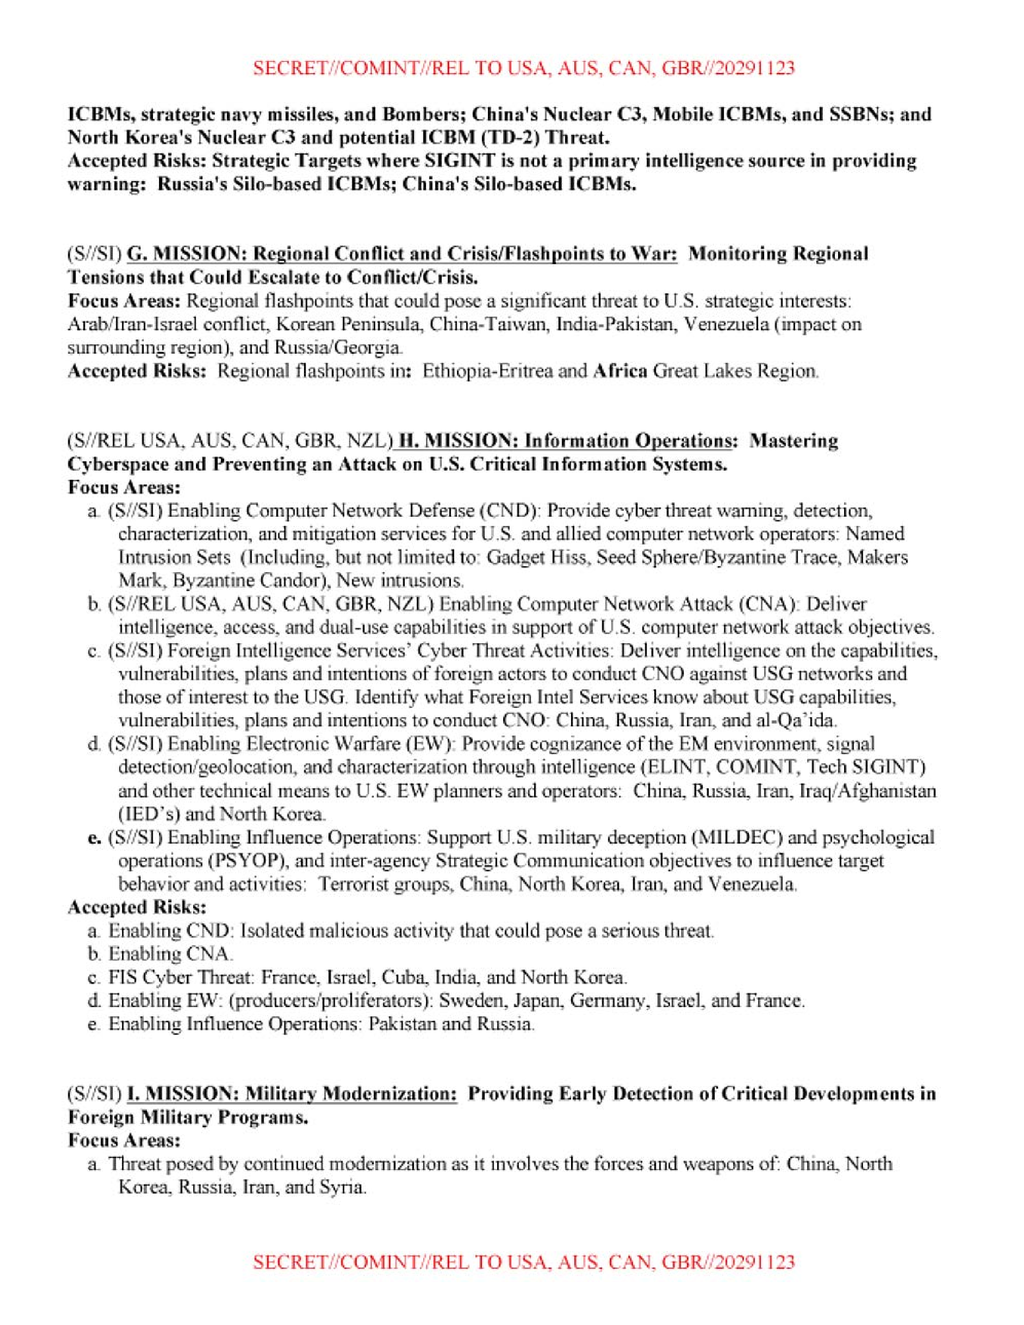 SECRET//COMINT//REL TO USA, AUS, CAN, GBR//20291123
ICBMs, strategic navy missiles, and Bombers; China's Nuclear C3, Mobile ICBMs, and SSBNs; and
North Korea's Nuclear C3 and potential ICBM (TD-2) Threat.
Accepted Risks: Strategic Targets where SIGINT is not a primary intelligence source in providing
warning: Russia's Silo-based ICBMs; China's Silo-based ICBMs.
(S//SI) G. MISSION: Regional Conflict and Crisis/Flashpoints to War: Monitoring Regional
Tensions that Could Escalate to Conflict/Crisis.
Focus Areas: Regional flashpoints that could pose a significant threat to U.S. strategic interests:
Arab/Iran-Israel conflict, Korean Peninsula, China-Taiwan, India-Pakistan, Venezuela (impact on
surrounding region), and Russia/Georgia.
Accepted Risks: Regional flashpoints in: Ethiopia-Eritrea and Africa Great Lakes Region.
(S//REL USA, AUS, CAN, GBR, NZL) H. MISSION: Information Operations: Mastering
Cyberspace and Preventing an Attack on U.S. Critical Information Systems.
Focus Areas:
a. (S//SI) Enabling Computer Network Defense (CND): Provide cyber threat warning, detection,
characterization, and mitigation services for U.S. and allied computer network operators: Named
Intrusion Sets (Including, but not limited to: Gadget Hiss, Seed Sphere/Byzantine Trace, Makers
Mark, Byzantine Candor), New intrusions.
b. (S//REL USA, AUS, CAN, GBR, NZL) Enabling Computer Network Attack (CNA): Deliver
intelligence, access, and dual-use capabilities in support of U.S. computer network attack objectives.
c. (S//SI) Foreign Intelligence Services' Cyber Threat Activities: Deliver intelligence on the capabilities,
vulnerabilities, plans and intentions of foreign actors to conduct CNO against USG networks and
those of interest to the USG. Identify what Foreign Intel Services know about USG capabilities,
vulnerabilities, plans and intentions to conduct CNO: China, Russia, Iran, and al-Qa'ida.
d. (S//SI) Enabling Electronic Warfare (EW): Provide cognizance of the EM environment, signal
detection/geolocation, and characterization through intelligence (ELINT, COMINT, Tech SIGINT)
and other technical means to U.S. EW planners and operators: China, Russia, Iran, Iraq/Afghanistan
(IED's) and North Korea.
e. (S//SI) Enabling Influence Operations: Support U.S. military deception (MILDEC) and psychological
operations (PSYOP), and inter-agency Strategic Communication objectives to influence target
behavior and activities: Terrorist groups, China, North Korea, Iran, and Venezuela.
Accepted Risks:
a. Enabling CND: Isolated malicious activity that could pose a serious threat.
b. Enabling CNA.
c. FIS Cyber Threat: France, Israel, Cuba, India, and North Korea.
d. Enabling EW: (producers/proliferators): Sweden, Japan, Germany, Israel, and France.
e. Enabling Influence Operations: Pakistan and Russia.
(S//SI) I. MISSION: Military Modernization: Providing Early Detection of Critical Developments in
Foreign Military Programs.
Focus Areas:
a. Threat posed by continued modernization as it involves the forces and weapons of: China, North
Korea, Russia, Iran, and Syria.
SECRET//COMINT//REL TO USA, AUS, CAN, GBR//20291123